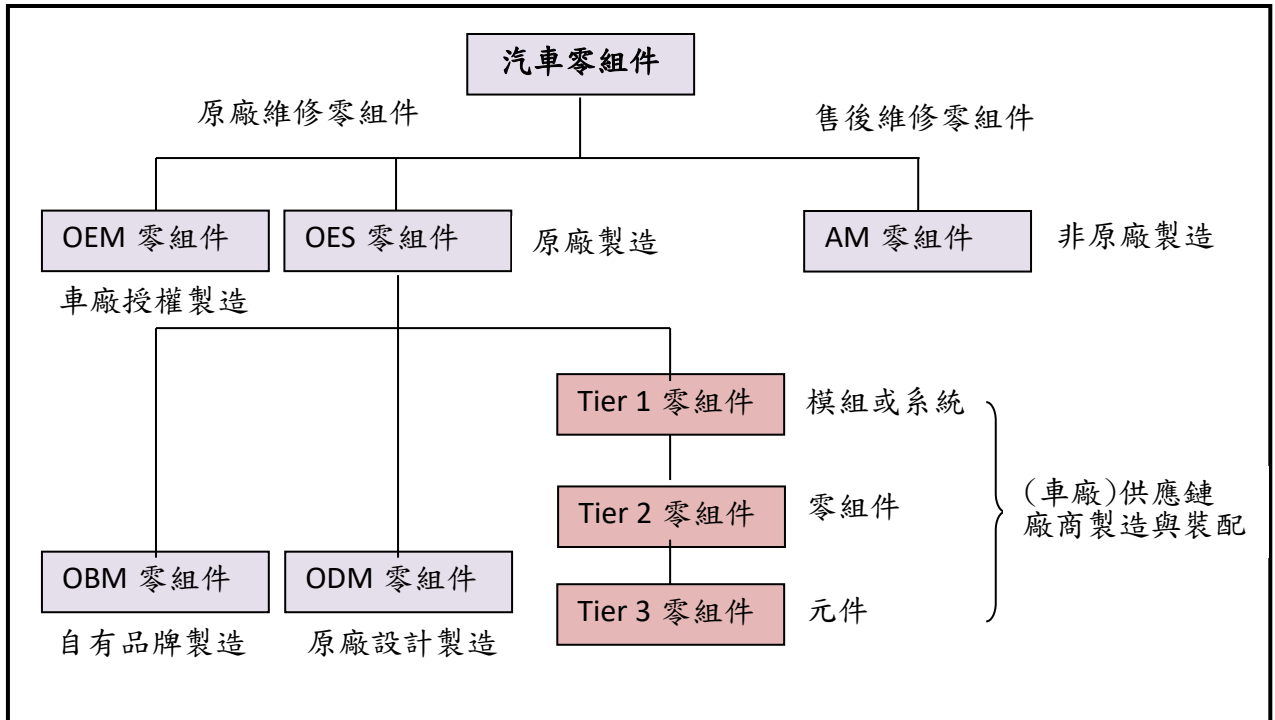 汽車零組件
原廠維修零組件
售後維修零組件
OEM 零組件
OES 零組件
原廠製造
AM 零組件
非原廠製造
車廠授權製造
Tier 1 零組件
模組或系統
Tier 2 零組件
零組件
(車廠)供應鏈
廠商製造與裝配
OBM 零組件
ODM 零組件
Tier 3 零組件
元件
自有品牌製造
原廠設計製造